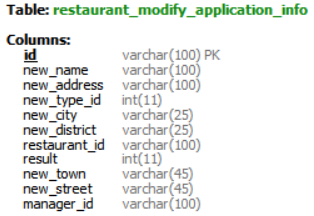 Table: restaurant_modify_application_info
Columns:
id varchar(100) PK
new_name varchar(100)
new_address varchar(100)
new_type_id int(11)
new_city varchar(25)
new_district varchar(25)
restaurant_id varchar(100)
result int(11)
new_town varchar(45)
new_street varchar(45)
manager_id varchar(100)